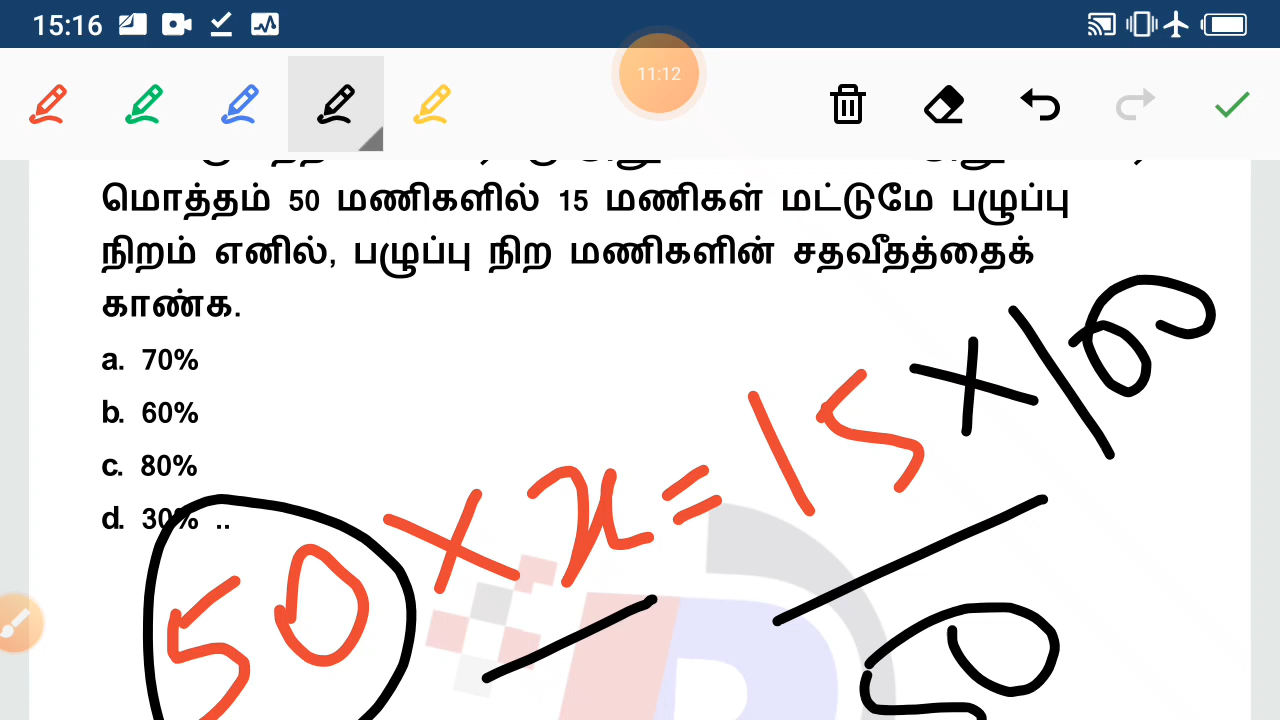 15:16
11:12
மொத்தம் 50 மணிகளில் 15 மணிகள் மட்டுமே பழுப்பு
நிறம் எனில், பழுப்பு நிற மணிகளின் சதவீதத்தைக்
காண்க.
a. 70%
b. 60%
c. 80%
d. 30% ..
50 × x = 15 × 100
50